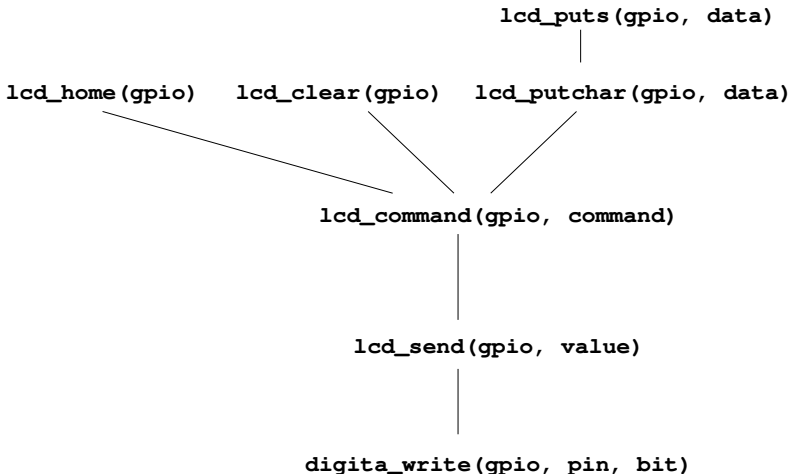 lcd_puts(gpio, data)
lcd_home(gpio) lcd_clear(gpio) lcd_putchar(gpio, data)
lcd_command(gpio, command)
lcd_send(gpio, value)
digita_write(gpio, pin, bit)